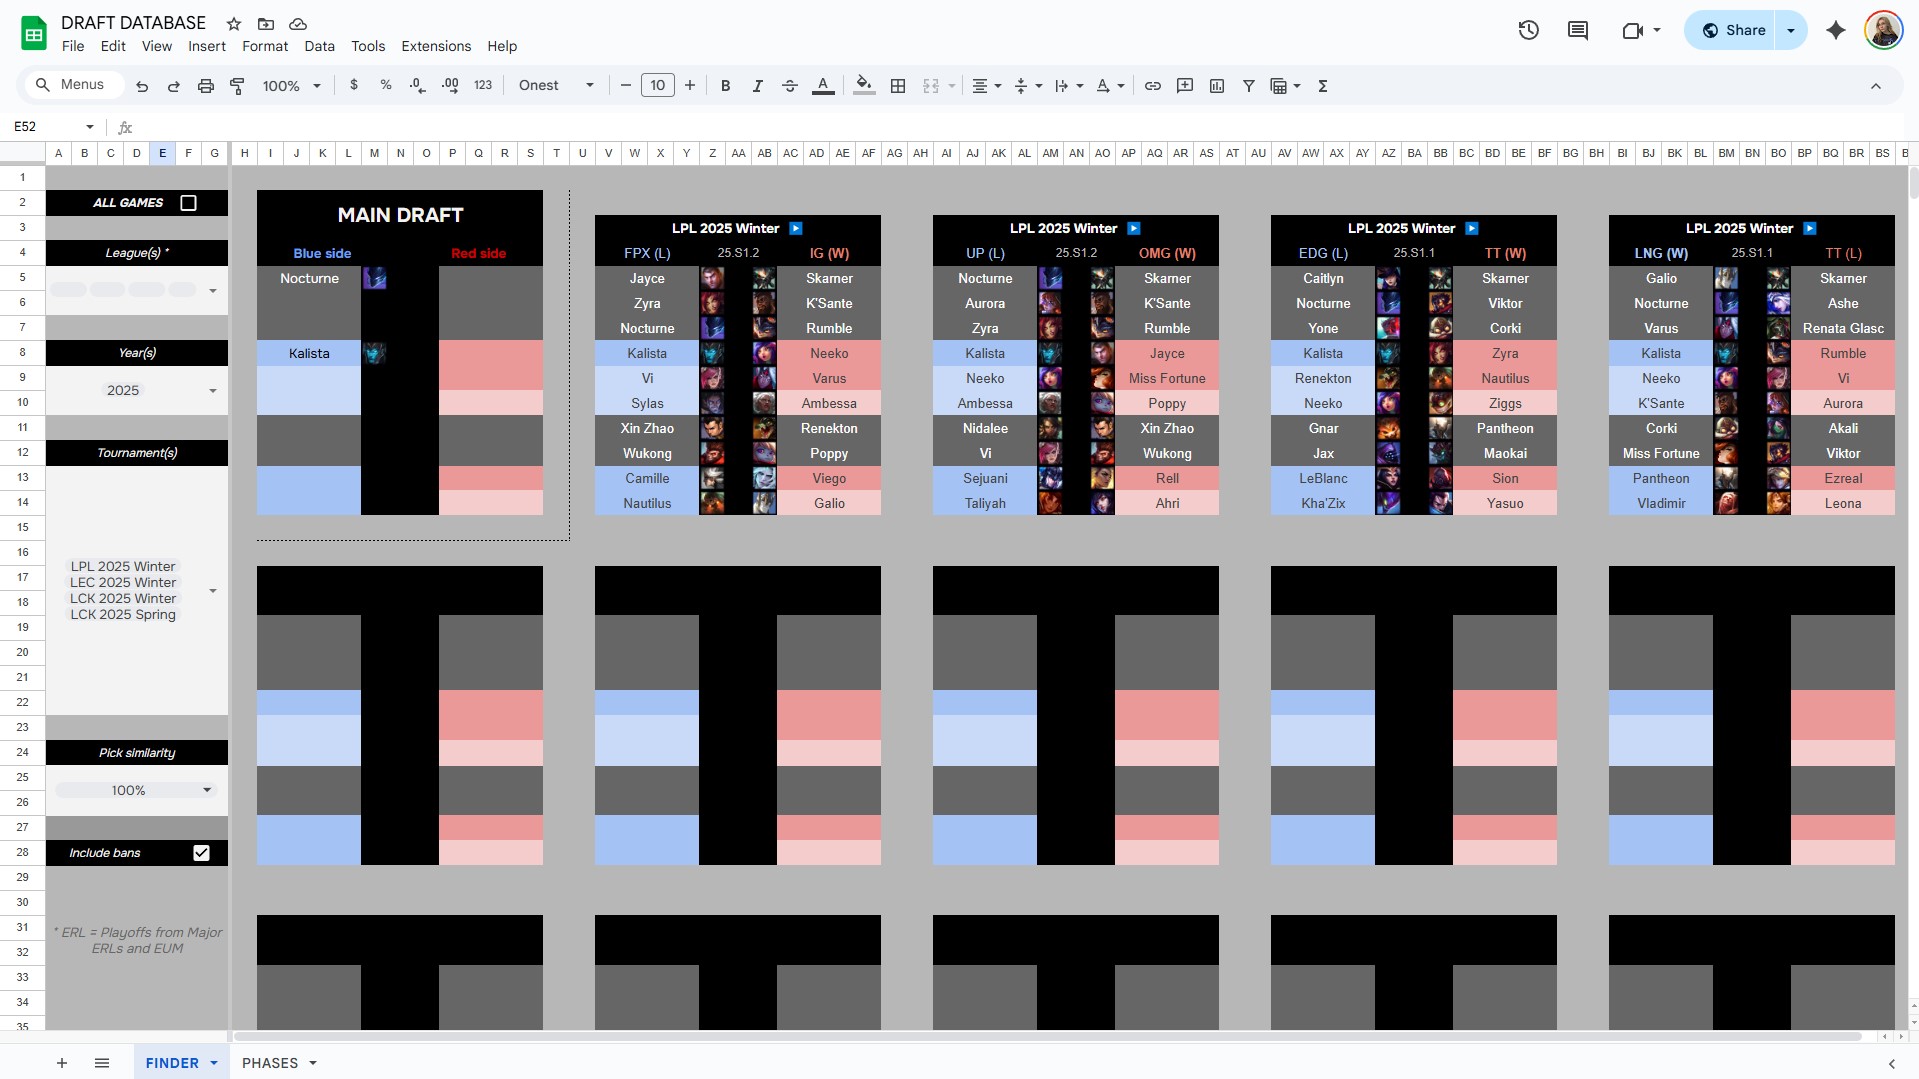 DRAFT DATABASE
File Edit View Insert Format Data Tools Extensions Help
Share
Menus 100% $ % .0 .00 123 Onest 10 B I A
E52 fx
A B C D E F G H I J K L M N O P Q R S T U V W X Y Z AA AB AC AD AE AF AG AH AI AJ AK AL AM AN AO AP AQ AR AS AT AU AV AW AX AY AZ BA BB BC BD BE BF BG BH BI BJ BK BL BM BN BO BP BQ BR BS
1
2 ALL GAMES MAIN DRAFT
3 LPL 2025 Winter LPL 2025 Winter LPL 2025 Winter LPL 2025 Winter
4 League(s) * Blue side Red side FPX (L) 25.S1.2 IG (W) UP (L) 25.S1.2 OMG (W) EDG (L) 25.S1.1 TT (W) LNG (W) 25.S1.1 TT (L)
5 Nocturne Jayce Skarner Nocturne Skarner Caitlyn Skarner Galio Skarner
6 Zyra K'Sante Aurora K'Sante Nocturne Viktor Nocturne Ashe
7 Nocturne Rumble Zyra Rumble Yone Corki Varus Renata Glasc
8 Year(s) Kalista Kalista Neeko Kalista Jayce Kalista Zyra Kalista Rumble
9 Vi Varus Neeko Miss Fortune Renekton Nautilus Neeko Vi
2025
10 Sylas Ambessa Ambessa Poppy Neeko Ziggs K'Sante Aurora
11 Xin Zhao Renekton Nidalee Xin Zhao Gnar Pantheon Corki Akali
12 Tournament(s) Wukong Poppy Vi Wukong Jax Maokai Miss Fortune Viktor
13 Camille Viego Sejuani Rell LeBlanc Sion Pantheon Ezreal
14 Nautilus Galio Taliyah Ahri Kha'Zix Yasuo Vladimir Leona
15
16
LPL 2025 Winter
17 LEC 2025 Winter
18 LCK 2025 Winter
LCK 2025 Spring
19
20
21
22
23
24 Pick similarity
25
100%
26
27
28 Include bans
29
30
31 * ERL = Playoffs from Major
32 ERLs and EUM
33
34
35
FINDER PHASES